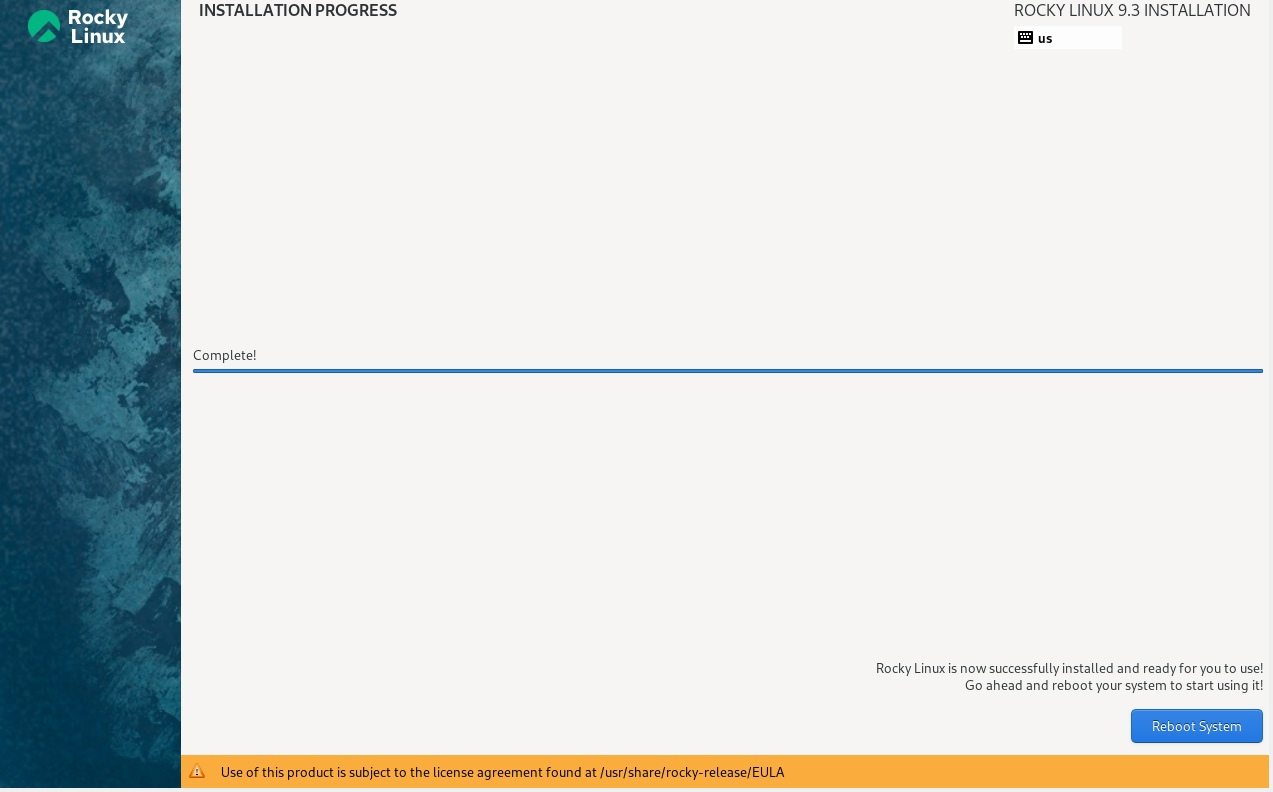 Rocky
Linux
INSTALLATION PROGRESS
ROCKY LINUX 9.3 INSTALLATION
us
Complete!
Rocky Linux is now successfully installed and ready for you to use!
Go ahead and reboot your system to start using it!
Reboot System
Use of this product is subject to the license agreement found at /usr/share/rocky-release/EULA